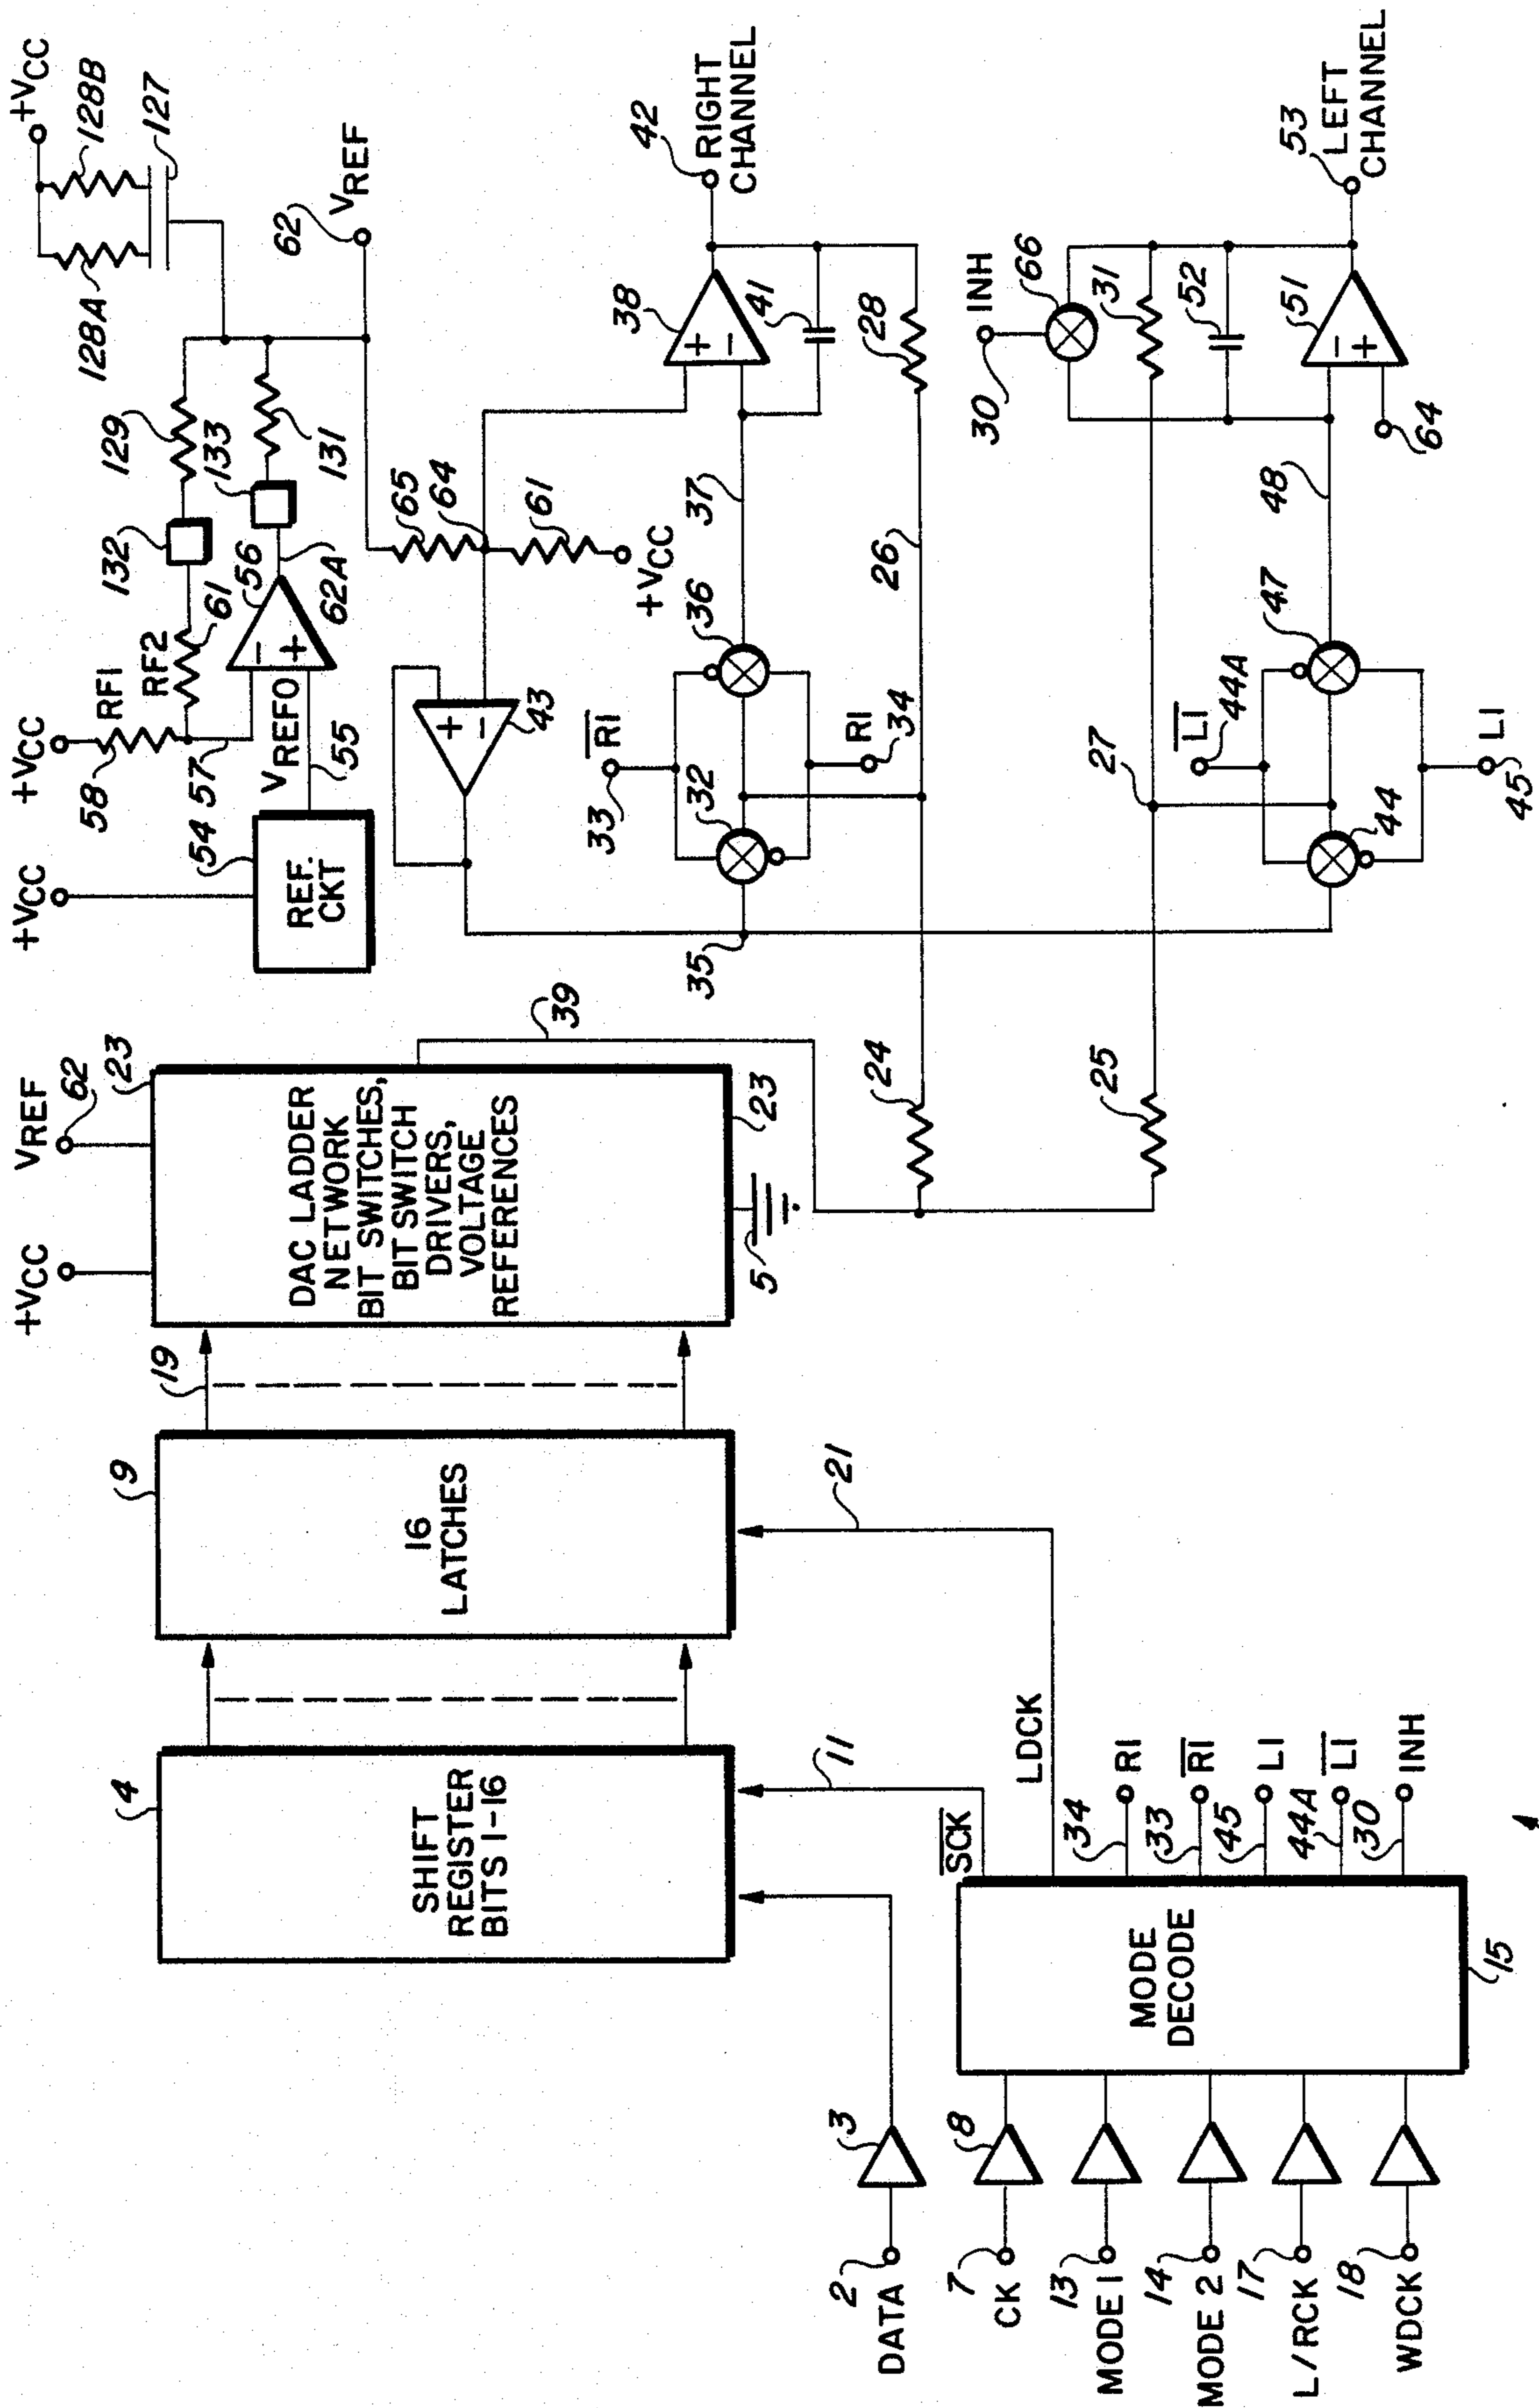 +VCC
VREF
+VCC
+VCC
+VCC
62
23
54
58
RF1
RF2
132
129
128A
128B
127
19
9
4
57
61
133
DAC LADDER
NETWORK
BIT SWITCHES,
BIT SWITCH
DRIVERS,
VOLTAGE
REFERENCES
REF.
CKT
VREFO
55
56
62A
131
62
VREF
16
LATCHES
SHIFT
REGISTER
BITS 1-16
39
65
64
61
+VCC
43
38
42
RIGHT
CHANNEL
23
5
33
R̅I̅
32
36
37
41
35
RI
34
26
28
24
11
21
2
DATA
3
S̅C̅K̅
LDCK
30
INH
66
25
27
31
7
CK
8
34
RI
L̅I̅
44A
47
52
53
LEFT
CHANNEL
13
MODE 1
MODE
DECODE
33
R̅I̅
48
51
14
MODE 2
45
LI
44
64
17
L/RCK
44A
L̅I̅
45
LI
18
WDCK
30
INH
15